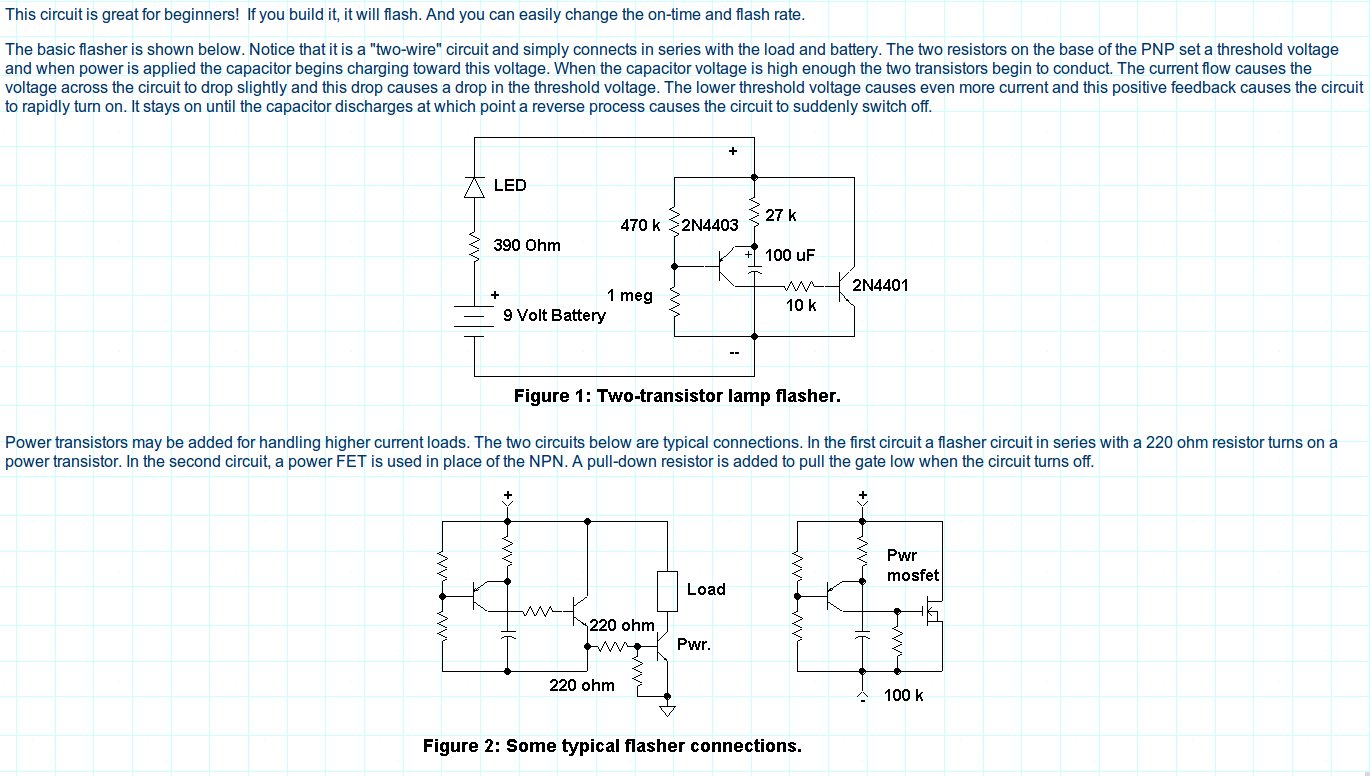 This circuit is great for beginners!  If you build it, it will flash. And you can easily change the on-time and flash rate.
The basic flasher is shown below. Notice that it is a "two-wire" circuit and simply connects in series with the load and battery. The two resistors on the base of the PNP set a threshold voltage
and when power is applied the capacitor begins charging toward this voltage. When the capacitor voltage is high enough the two transistors begin to conduct. The current flow causes the
voltage across the circuit to drop slightly and this drop causes a drop in the threshold voltage. The lower threshold voltage causes even more current and this positive feedback causes the circuit
to rapidly turn on. It stays on until the capacitor discharges at which point a reverse process causes the circuit to suddenly switch off.
+
LED
27 k
470 k
2N4403
390 Ohm
+
100 uF
2N4401
+
1 meg
10 k
9 Volt Battery
--
Figure 1: Two-transistor lamp flasher.
Power transistors may be added for handling higher current loads. The two circuits below are typical connections. In the first circuit a flasher circuit in series with a 220 ohm resistor turns on a
power transistor. In the second circuit, a power FET is used in place of the NPN. A pull-down resistor is added to pull the gate low when the circuit turns off.
+
+
Pwr
mosfet
Load
220 ohm
Pwr.
220 ohm
100 k
-
Figure 2: Some typical flasher connections.